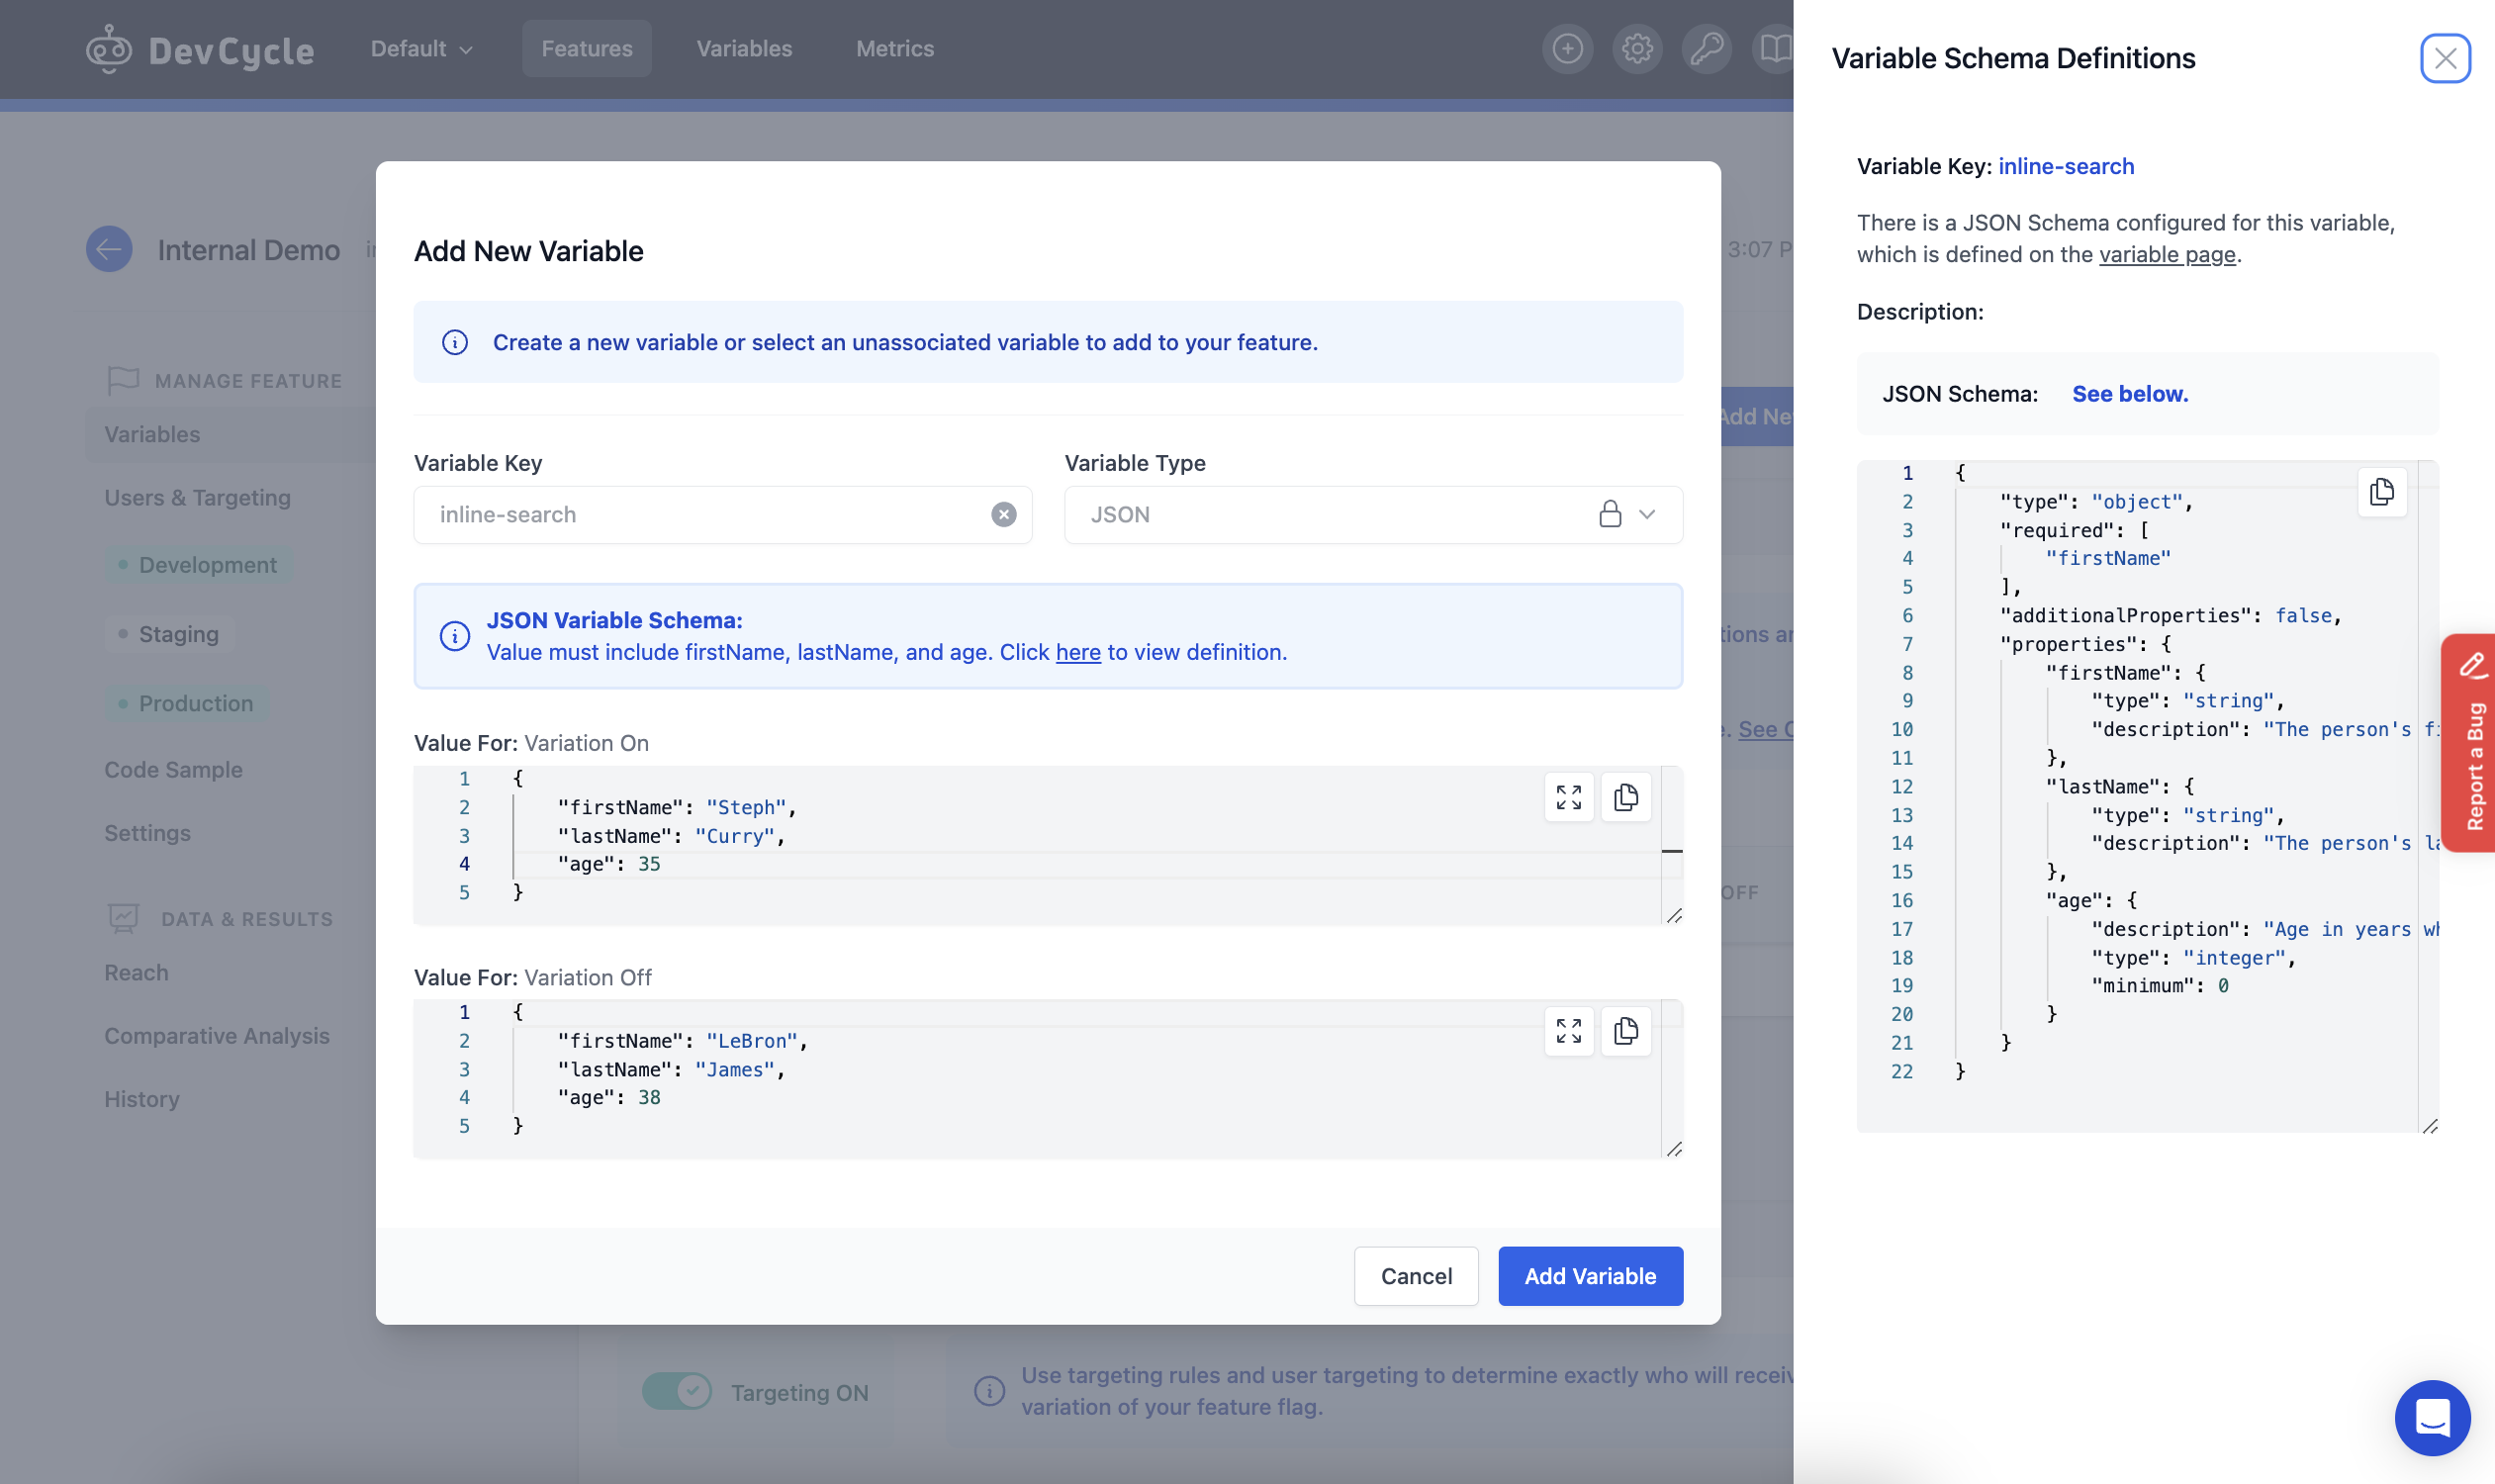 DevCycle
Default
Features
Variables
Metrics
Internal Demo
3:07 P
MANAGE FEATURE
Variables
Users & Targeting
Development
Staging
Production
Code Sample
Settings
DATA & RESULTS
Reach
Comparative Analysis
History
Add New Variable
Create a new variable or select an unassociated variable to add to your feature.
Variable Key
Variable Type
inline-search
JSON
JSON Variable Schema:
Value must include firstName, lastName, and age. Click here to view definition.
Value For: Variation On
1 {
2 "firstName": "Steph",
3 "lastName": "Curry",
4 "age": 35
5 }
Value For: Variation Off
1 {
2 "firstName": "LeBron",
3 "lastName": "James",
4 "age": 38
5 }
Cancel
Add Variable
Add Ne
See
OFF
Targeting ON
Use targeting rules and user targeting to determine exactly who will receiv
variation of your feature flag.
Variable Schema Definitions
Variable Key: inline-search
There is a JSON Schema configured for this variable,
which is defined on the variable page.
Description:
JSON Schema: See below.
1 {
2 "type": "object",
3 "required": [
4 "firstName"
5 ],
6 "additionalProperties": false,
7 "properties": {
8 "firstName": {
9 "type": "string",
10 "description": "The person's fi
11 },
12 "lastName": {
13 "type": "string",
14 "description": "The person's la
15 },
16 "age": {
17 "description": "Age in years wh
18 "type": "integer",
19 "minimum": 0
20 }
21 }
22 }
Report a Bug